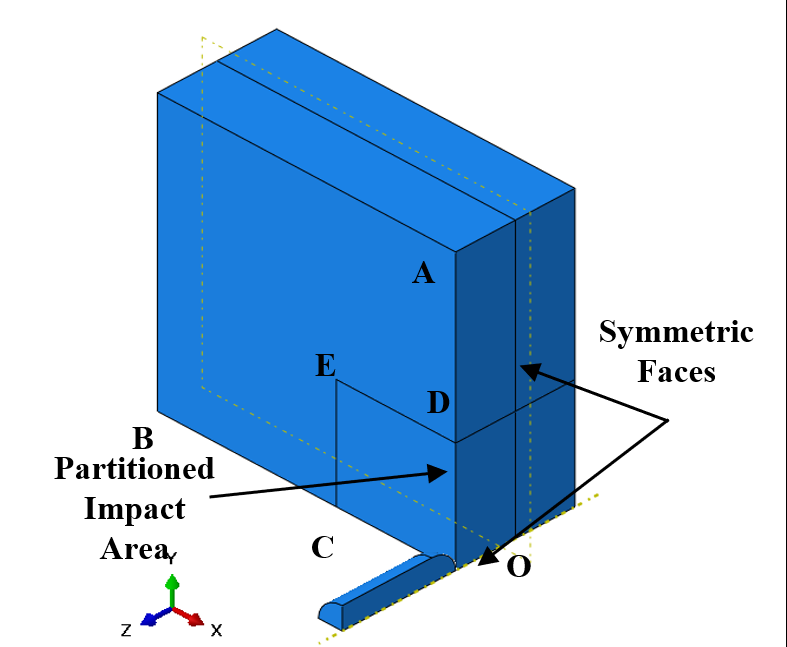 A
Symmetric
Faces
E
D
B
Partitioned
Impact
Area
C
O
Y
Z
X